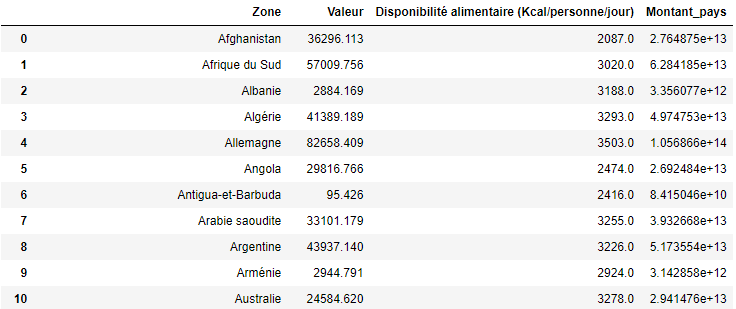 Zone Valeur Disponibilité alimentaire (Kcal/personne/jour) Montant_pays
0 Afghanistan 36296.113 2087.0 2.764875e+13
1 Afrique du Sud 57009.756 3020.0 6.284185e+13
2 Albanie 2884.169 3188.0 3.356077e+12
3 Algérie 41389.189 3293.0 4.974753e+13
4 Allemagne 82658.409 3503.0 1.056866e+14
5 Angola 29816.766 2474.0 2.692484e+13
6 Antigua-et-Barbuda 95.426 2416.0 8.415046e+10
7 Arabie saoudite 33101.179 3255.0 3.932668e+13
8 Argentine 43937.140 3226.0 5.173554e+13
9 Arménie 2944.791 2924.0 3.142858e+12
10 Australie 24584.620 3278.0 2.941476e+13